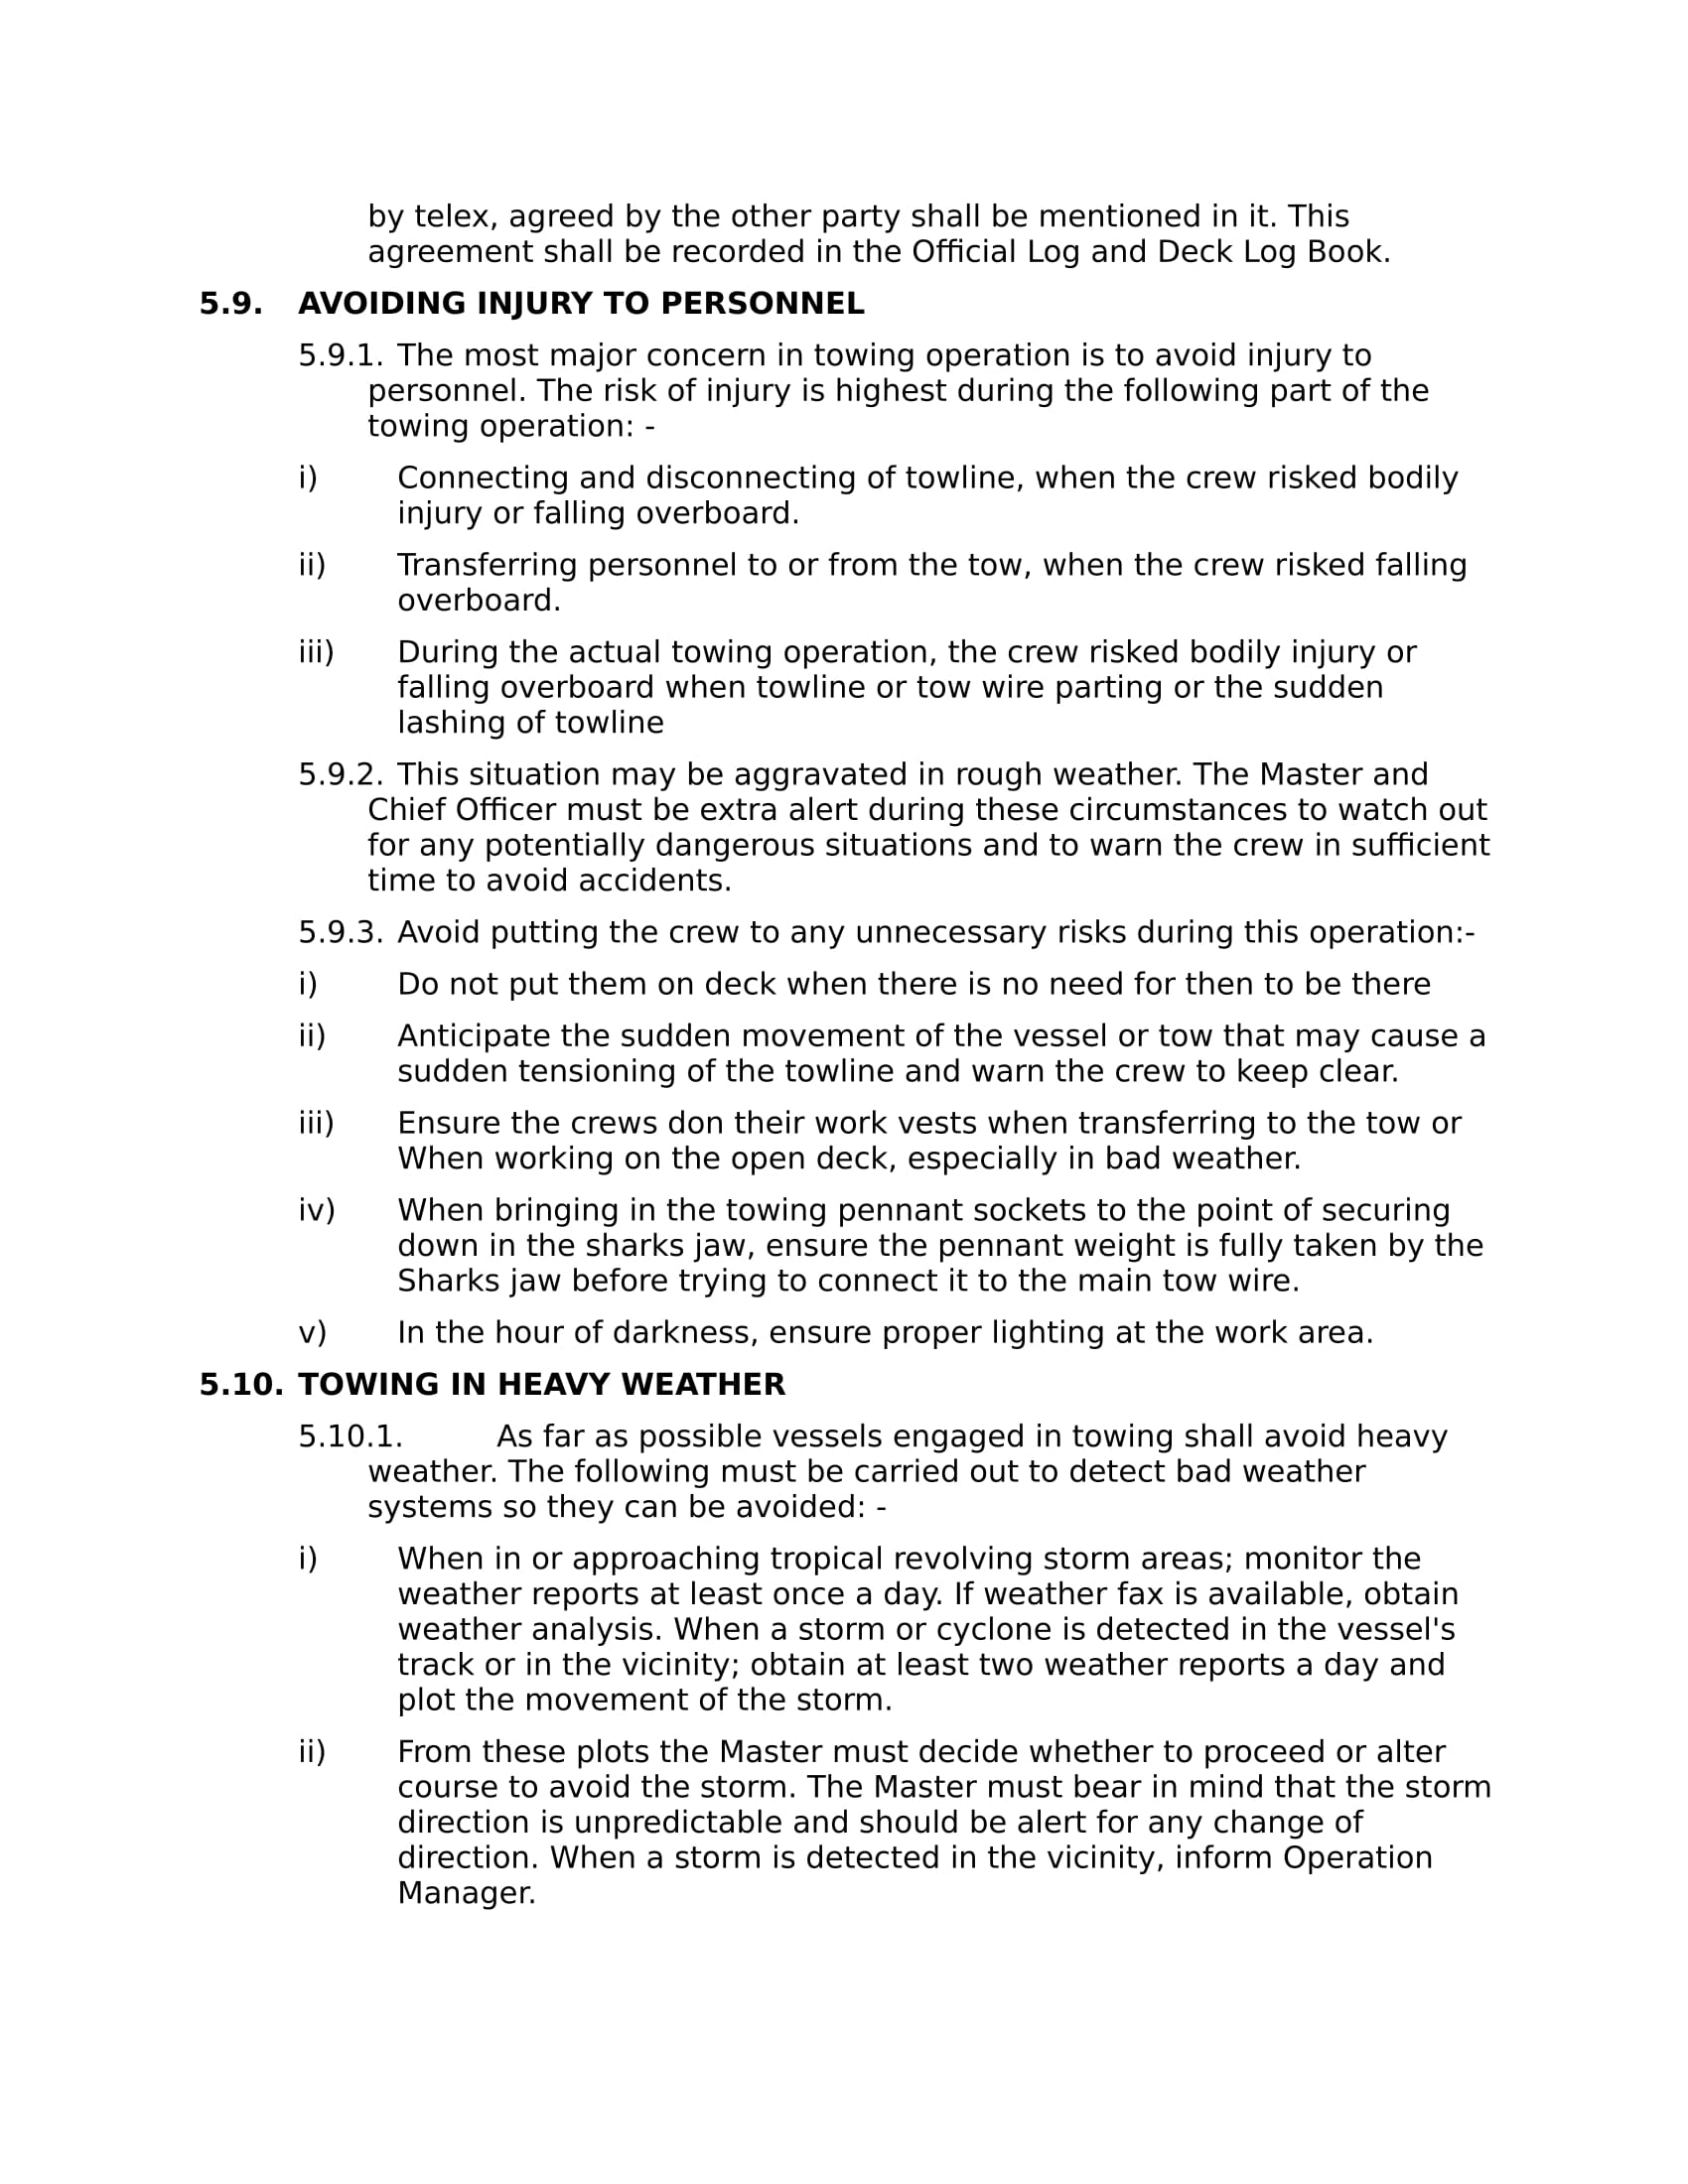 by telex, agreed by the other party shall be mentioned in it. This
agreement shall be recorded in the Official Log and Deck Log Book.
5.9. AVOIDING INJURY TO PERSONNEL
5.9.1. The most major concern in towing operation is to avoid injury to
personnel. The risk of injury is highest during the following part of the
towing operation: -
i) Connecting and disconnecting of towline, when the crew risked bodily
injury or falling overboard.
ii) Transferring personnel to or from the tow, when the crew risked falling
overboard.
iii) During the actual towing operation, the crew risked bodily injury or
falling overboard when towline or tow wire parting or the sudden
lashing of towline
5.9.2. This situation may be aggravated in rough weather. The Master and
Chief Officer must be extra alert during these circumstances to watch out
for any potentially dangerous situations and to warn the crew in sufficient
time to avoid accidents.
5.9.3. Avoid putting the crew to any unnecessary risks during this operation:-
i) Do not put them on deck when there is no need for then to be there
ii) Anticipate the sudden movement of the vessel or tow that may cause a
sudden tensioning of the towline and warn the crew to keep clear.
iii) Ensure the crews don their work vests when transferring to the tow or
When working on the open deck, especially in bad weather.
iv) When bringing in the towing pennant sockets to the point of securing
down in the sharks jaw, ensure the pennant weight is fully taken by the
Sharks jaw before trying to connect it to the main tow wire.
v) In the hour of darkness, ensure proper lighting at the work area.
5.10. TOWING IN HEAVY WEATHER
5.10.1. As far as possible vessels engaged in towing shall avoid heavy
weather. The following must be carried out to detect bad weather
systems so they can be avoided: -
i) When in or approaching tropical revolving storm areas; monitor the
weather reports at least once a day. If weather fax is available, obtain
weather analysis. When a storm or cyclone is detected in the vessel's
track or in the vicinity; obtain at least two weather reports a day and
plot the movement of the storm.
ii) From these plots the Master must decide whether to proceed or alter
course to avoid the storm. The Master must bear in mind that the storm
direction is unpredictable and should be alert for any change of
direction. When a storm is detected in the vicinity, inform Operation
Manager.